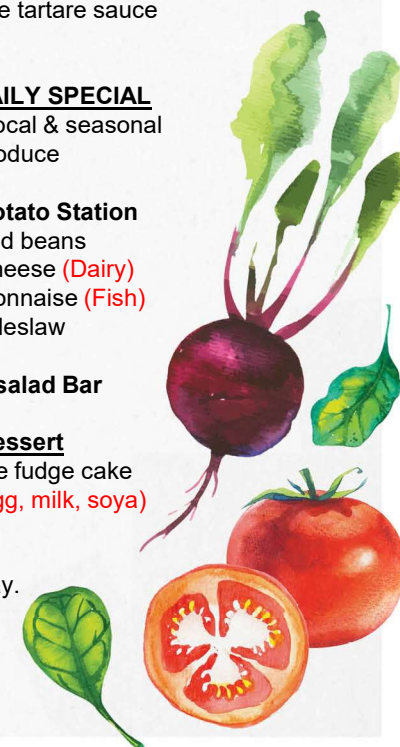 e tartare sauce
AILY SPECIAL
ocal & seasonal
oduce
otato Station
d beans
heese (Dairy)
onnaise (Fish)
leslaw
salad Bar
essert
e fudge cake
gg, milk, soya)
y.